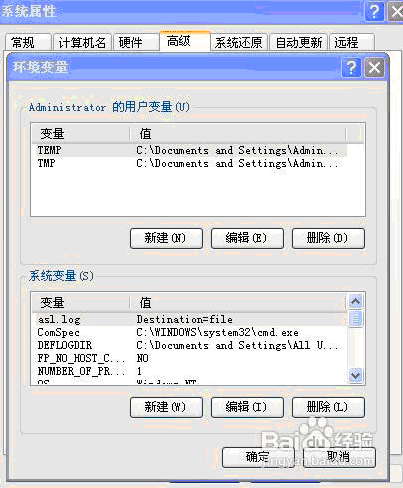 系统属性
常规 计算机名 硬件 高级 系统还原 自动更新 远程
环境变量
Administrator 的用户变量(U)
变量 值
TEMP C:\Documents and Settings\Admin...
TMP C:\Documents and Settings\Admin...
新建(N) 编辑(E) 删除(D)
系统变量(S)
变量 值
asl.log Destination=file
ComSpec C:\WINDOWS\system32\cmd.exe
DEFLOGDIR C:\Documents and Settings\All U...
FP_NO_HOST_C... NO
NUMBER_OF_PR... 1
OS Windows_NT
新建(W) 编辑(I) 删除(L)
确定 取消
Baidu 经验
jingyan.baidu.com